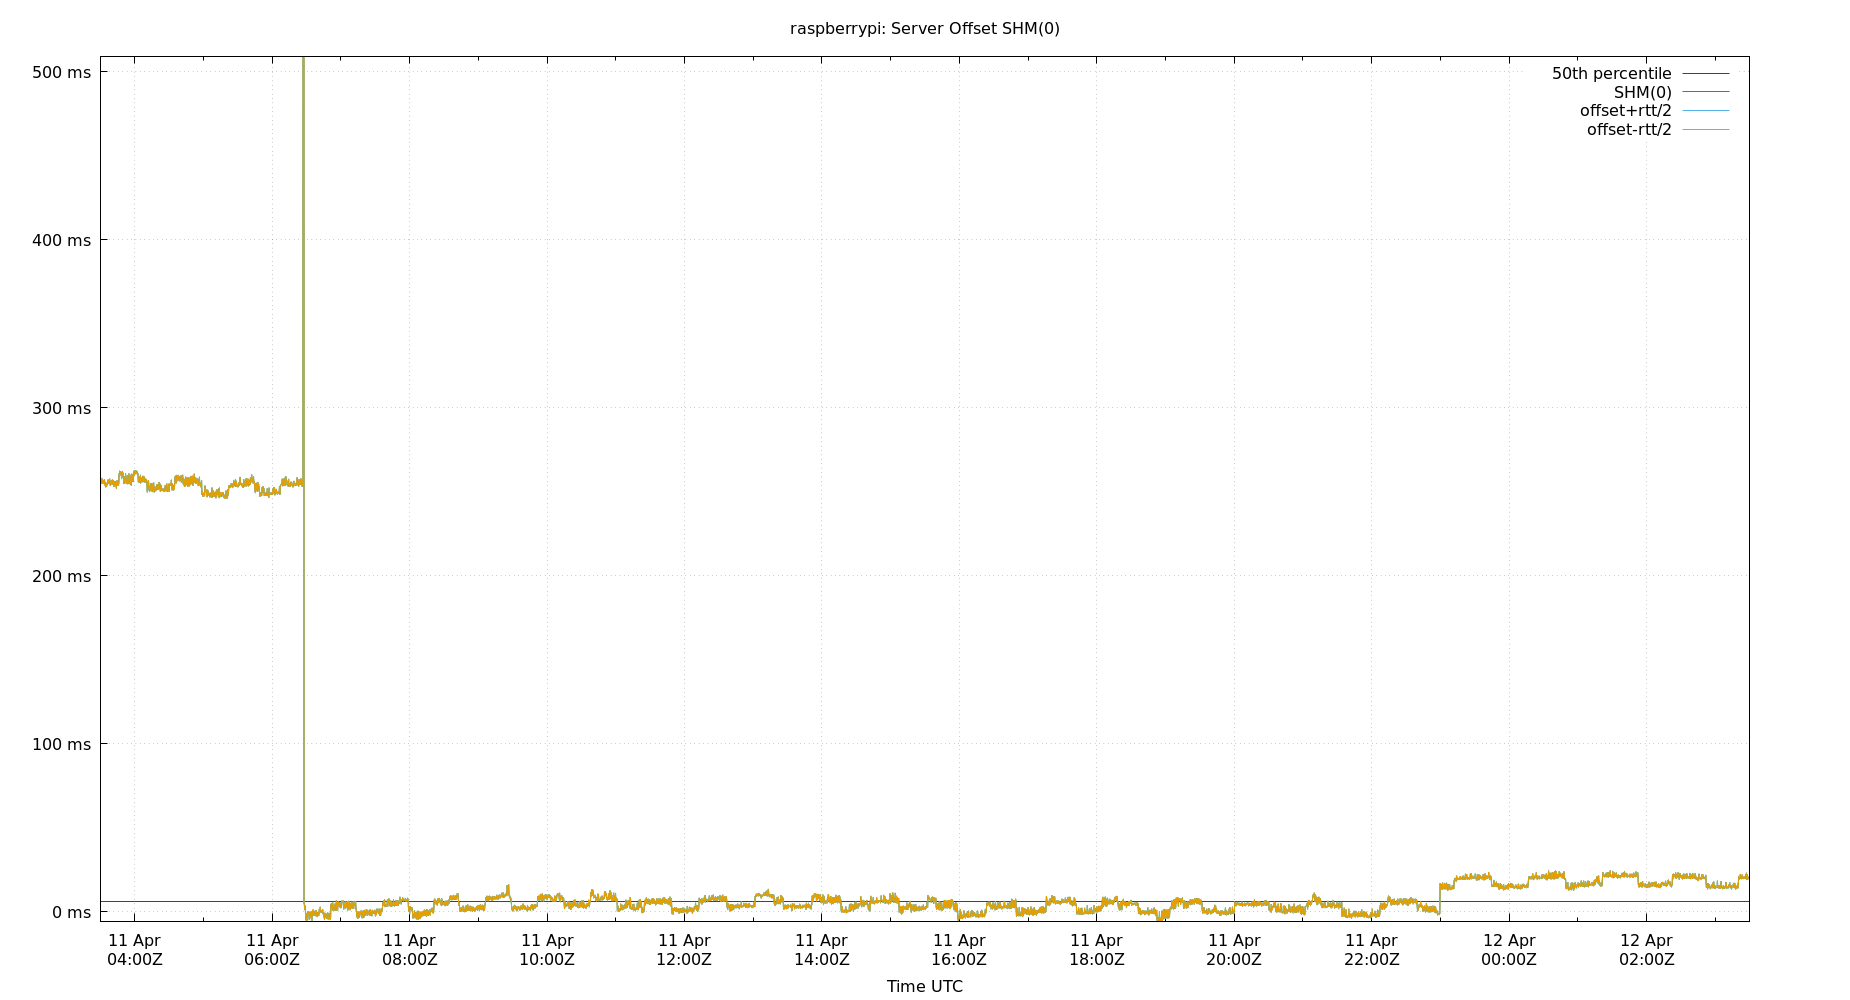 raspberrypi: Server Offset SHM(0)
500 ms
400 ms
300 ms
200 ms
100 ms
0 ms
50th percentile
SHM(0)
offset+rtt/2
offset-rtt/2
11 Apr 11 Apr 11 Apr 11 Apr 11 Apr 11 Apr 11 Apr 11 Apr 11 Apr 11 Apr 12 Apr 12 Apr
04:00Z 06:00Z 08:00Z 10:00Z 12:00Z 14:00Z 16:00Z 18:00Z 20:00Z 22:00Z 00:00Z 02:00Z
Time UTC